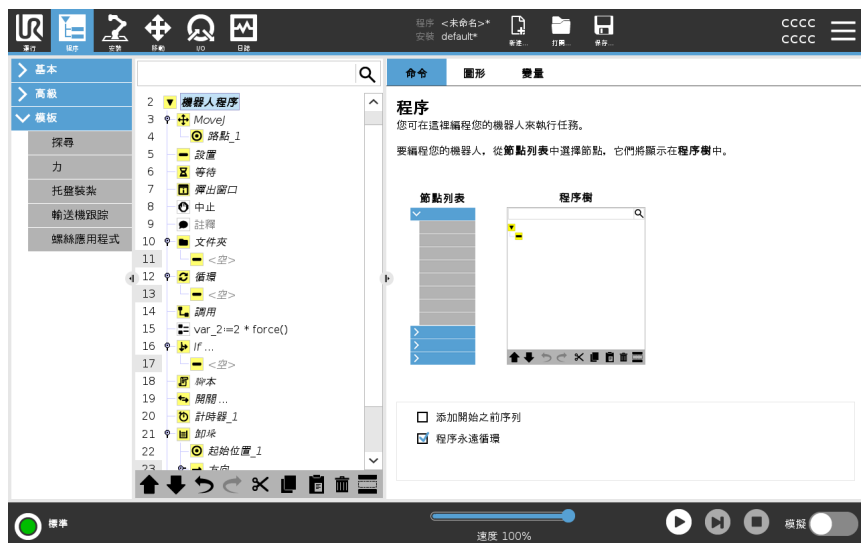 運行
程序
安裝
移動
I/O
日誌
程序 <未命名>*
安裝 default*
新建...
打開...
保存...
cccc
cccc
基本
高級
模板
探尋
力
托盤裝紮
輸送機跟踪
螺絲應用程式
2 機器人程序
3 MoveJ
4 路點_1
5 設置
6 等待
7 彈出窗口
8 中止
9 註釋
10 文件夾
11 <空>
12 循環
13 <空>
14 調用
15 var_2:=2 * force()
16 If ...
17 <空>
18 腳本
19 開關 ...
20 計時器_1
21 卸垛
22 起始位置_1
23 方向
命令
圖形
變量
程序
您可在這裡編程您的機器人來執行任務。
要編程您的機器人，從節點列表中選擇節點，它們將顯示在程序樹中。
節點列表
程序樹
添加開始之前序列
程序永遠循環
標準
速度 100%
模擬